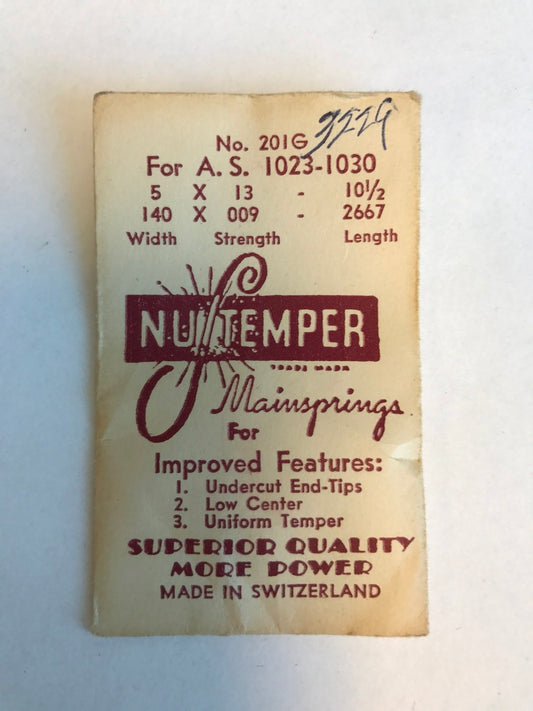 No. 201G 3229
For A. S. 1023-1030
5 X 13 - 10½
140 X 009 - 2667
Width Strength Length
NU-TEMPER
TRADE MARK
Mainsprings
For
Improved Features:
1. Undercut End-Tips
2. Low Center
3. Uniform Temper
SUPERIOR QUALITY
MORE POWER
MADE IN SWITZERLAND